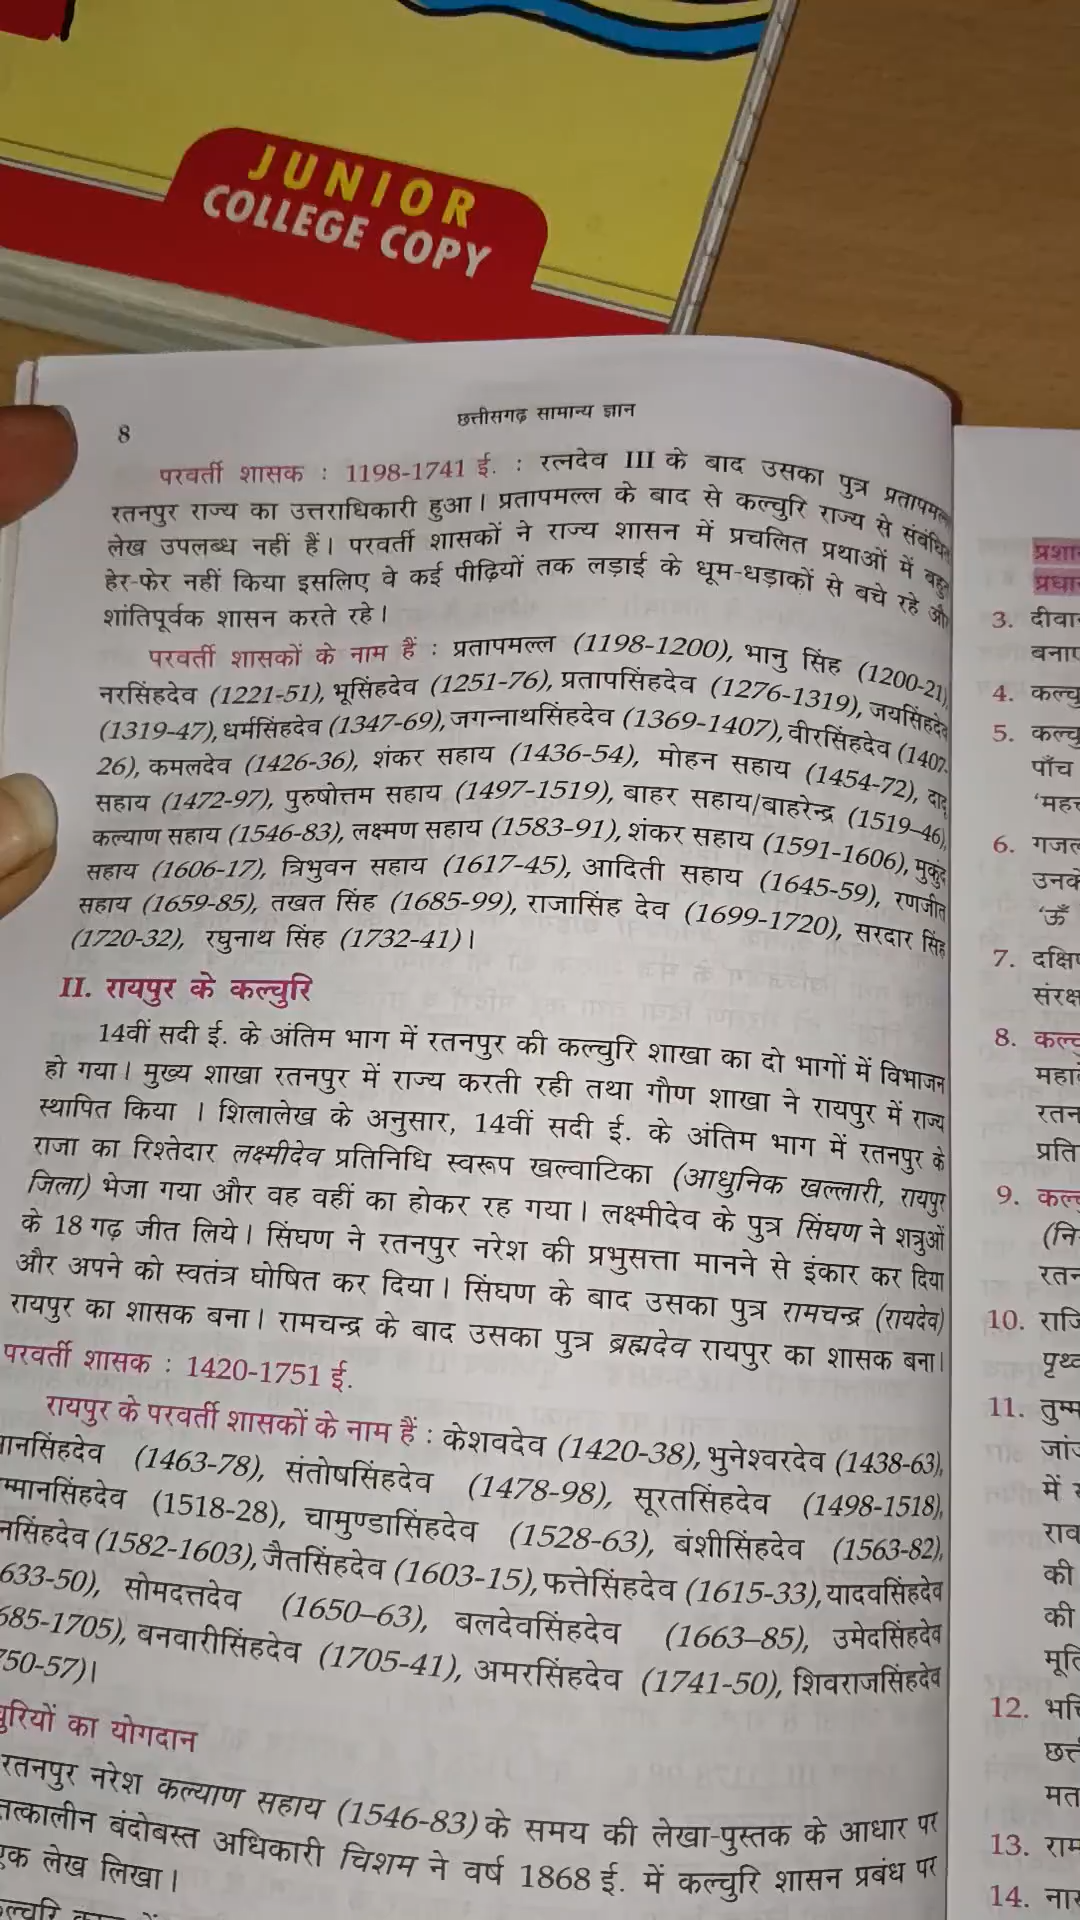 JUNIOR
COLLEGE COPY
8
छत्तीसगढ़ सामान्य ज्ञान
परवर्ती शासक : 1198-1741 ई. : रत्नदेव III के बाद उसका पुत्र प्रतापमल्ल
रतनपुर राज्य का उत्तराधिकारी हुआ। प्रतापमल्ल के बाद से कल्चुरि राज्य से संबंधित
लेख उपलब्ध नहीं हैं। परवर्ती शासकों ने राज्य शासन में प्रचलित प्रथाओं में बहुत
हेर-फेर नहीं किया इसलिए वे कई पीढ़ियों तक लड़ाई के धूम-धड़ाकों से बचे रहे और
शांतिपूर्वक शासन करते रहे।
परवर्ती शासकों के नाम हैं : प्रतापमल्ल (1198-1200), भानु सिंह (1200-21),
नरसिंहदेव (1221-51), भूसिंहदेव (1251-76), प्रतापसिंहदेव (1276-1319), जयसिंहदेव
(1319-47), धर्मसिंहदेव (1347-69), जगन्नाथसिंहदेव (1369-1407), वीरसिंहदेव (1407-
26), कमलदेव (1426-36), शंकर सहाय (1436-54), मोहन सहाय (1454-72), दादू
सहाय (1472-97), पुरुषोत्तम सहाय (1497-1519), बाहर सहाय/बाहरेन्द्र (1519-46),
कल्याण सहाय (1546-83), लक्ष्मण सहाय (1583-91), शंकर सहाय (1591-1606), मुकुंद
सहाय (1606-17), त्रिभुवन सहाय (1617-45), आदिती सहाय (1645-59), रणजीत
सहाय (1659-85), तखत सिंह (1685-99), राजासिंह देव (1699-1720), सरदार सिंह
(1720-32), रघुनाथ सिंह (1732-41)।
II. रायपुर के कल्चुरि
14वीं सदी ई. के अंतिम भाग में रतनपुर की कल्चुरि शाखा का दो भागों में विभाजन
हो गया। मुख्य शाखा रतनपुर में राज्य करती रही तथा गौण शाखा ने रायपुर में राज्य
स्थापित किया । शिलालेख के अनुसार, 14वीं सदी ई. के अंतिम भाग में रतनपुर के
राजा का रिश्तेदार लक्ष्मीदेव प्रतिनिधि स्वरूप खल्वाटिका (आधुनिक खल्लारी, रायपुर
जिला) भेजा गया और वह वहीं का होकर रह गया। लक्ष्मीदेव के पुत्र सिंघण ने शत्रुओं
के 18 गढ़ जीत लिये। सिंघण ने रतनपुर नरेश की प्रभुसत्ता मानने से इंकार कर दिया
और अपने को स्वतंत्र घोषित कर दिया। सिंघण के बाद उसका पुत्र रामचन्द्र (रायदेव)
रायपुर का शासक बना। रामचन्द्र के बाद उसका पुत्र ब्रह्मदेव रायपुर का शासक बना।
परवर्ती शासक : 1420-1751 ई.
रायपुर के परवर्ती शासकों के नाम हैं : केशवदेव (1420-38), भुनेश्वरदेव (1438-63),
मानसिंहदेव (1463-78), संतोषसिंहदेव (1478-98), सूरतसिंहदेव (1498-1518),
म्मानसिंहदेव (1518-28), चामुण्डासिंहदेव (1528-63), बंशीसिंहदेव (1563-82),
नसिंहदेव (1582-1603), जैतसिंहदेव (1603-15), फत्तेसिंहदेव (1615-33), यादवसिंहदेव
633-50), सोमदत्तदेव (1650-63), बलदेवसिंहदेव (1663-85), उमेदसिंहदेव
685-1705), बनवारीसिंहदेव (1705-41), अमरसिंहदेव (1741-50), शिवराजसिंहदेव
750-57)।
चुरियों का योगदान
रतनपुर नरेश कल्याण सहाय (1546-83) के समय की लेखा-पुस्तक के आधार पर
तत्कालीन बंदोबस्त अधिकारी चिशम ने वर्ष 1868 ई. में कल्चुरि शासन प्रबंध पर
एक लेख लिखा।
प्रशा
प्रधान
3. दीवा
बनाए
4. कल्चु
5. कल्चु
पाँच
'महत
6. गजल
उनके
'ऊँ
7. दक्षि
संरक्ष
8. कल्चु
महा
रतन
प्रति
9. कल्चु
(नि
रतन
10. राजि
पृथ्व
11. तुम्म
जांज
में
राव
की
की
मूर्ति
12. भक्ति
छत्त
मत
13. राम
14. नार